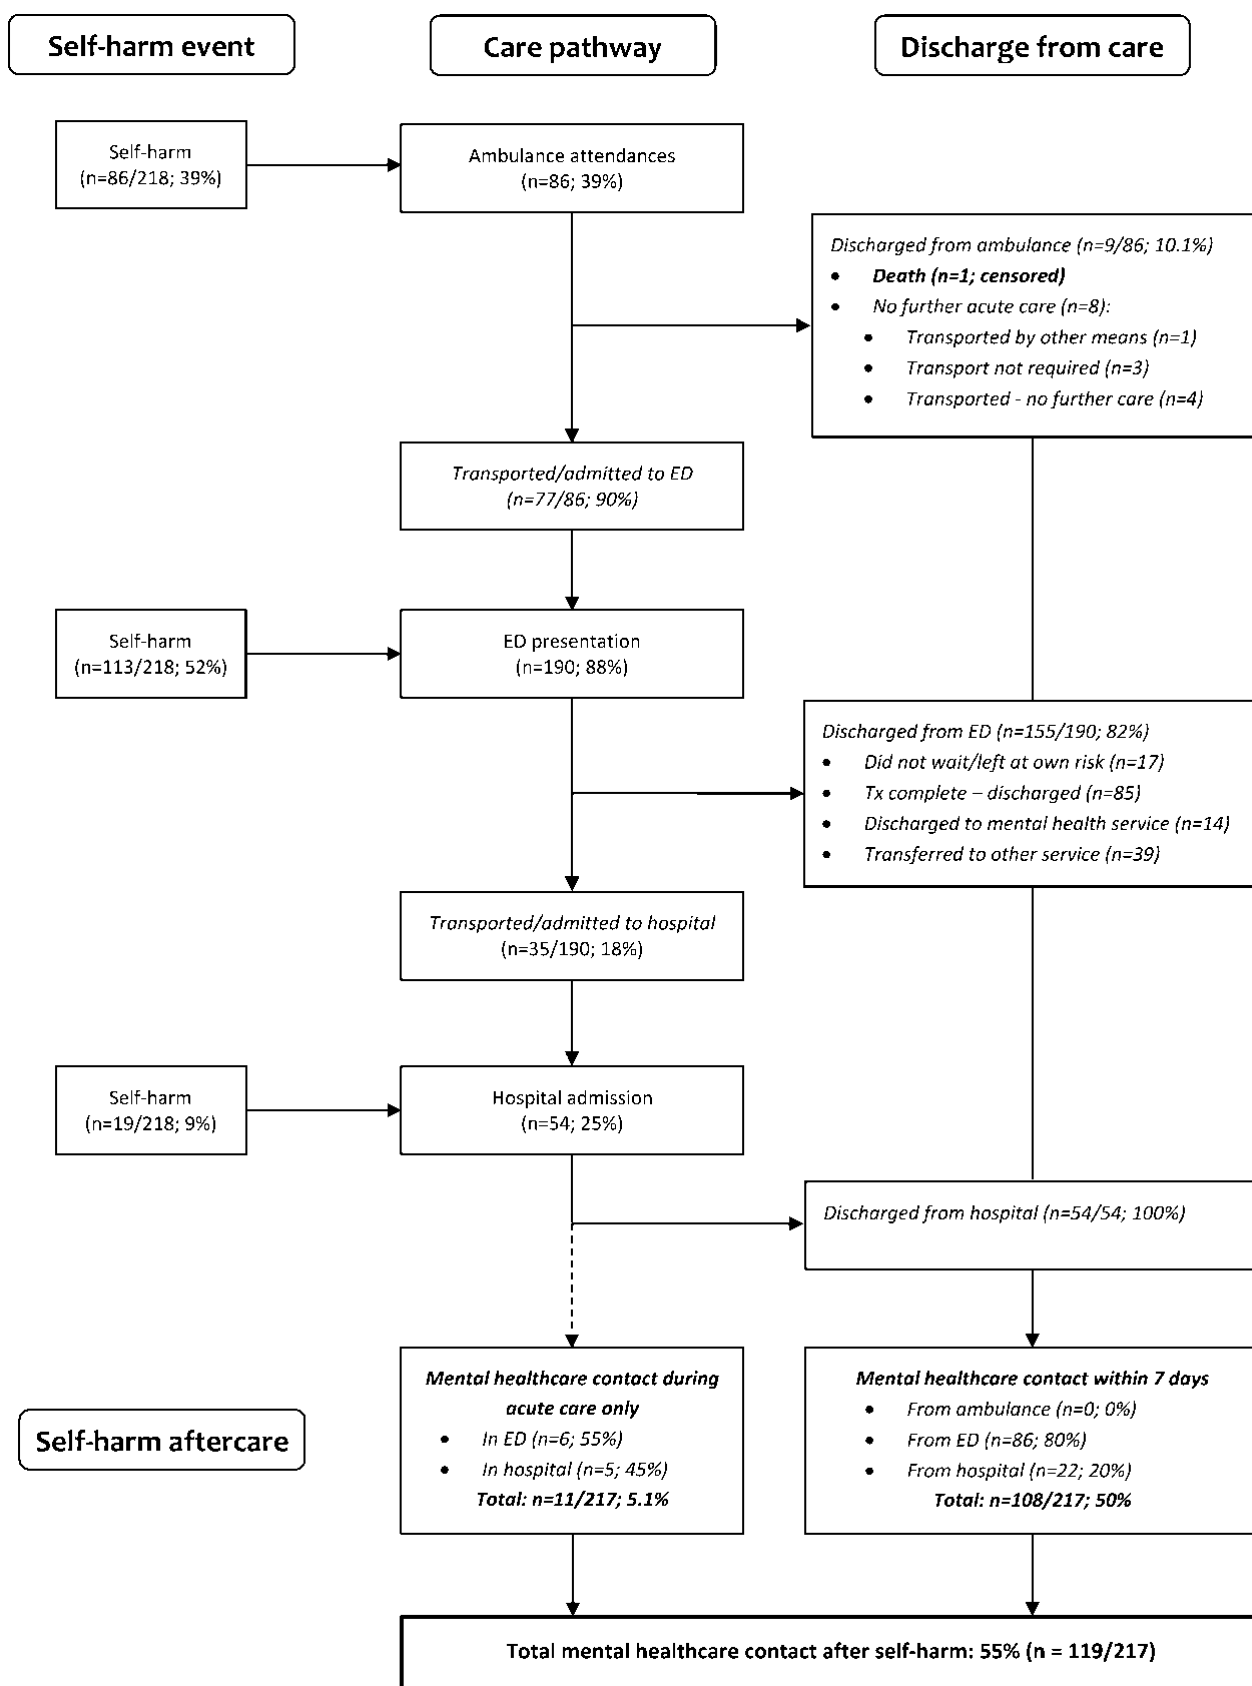 Self-harm event
Care pathway
Discharge from care
Self-harm
(n=86/218; 39%)
Ambulance attendances
(n=86; 39%)
Discharged from ambulance (n=9/86; 10.1%)
• Death (n=1; censored)
• No further acute care (n=8):
• Transported by other means (n=1)
• Transport not required (n=3)
• Transported - no further care (n=4)
Transported/admitted to ED
(n=77/86; 90%)
Self-harm
(n=113/218; 52%)
ED presentation
(n=190; 88%)
Discharged from ED (n=155/190; 82%)
• Did not wait/left at own risk (n=17)
• Tx complete – discharged (n=85)
• Discharged to mental health service (n=14)
• Transferred to other service (n=39)
Transported/admitted to hospital
(n=35/190; 18%)
Self-harm
(n=19/218; 9%)
Hospital admission
(n=54; 25%)
Discharged from hospital (n=54/54; 100%)
Self-harm aftercare
Mental healthcare contact during
acute care only
• In ED (n=6; 55%)
• In hospital (n=5; 45%)
Total: n=11/217; 5.1%
Mental healthcare contact within 7 days
• From ambulance (n=0; 0%)
• From ED (n=86; 80%)
• From hospital (n=22; 20%)
Total: n=108/217; 50%
Total mental healthcare contact after self-harm: 55% (n = 119/217)